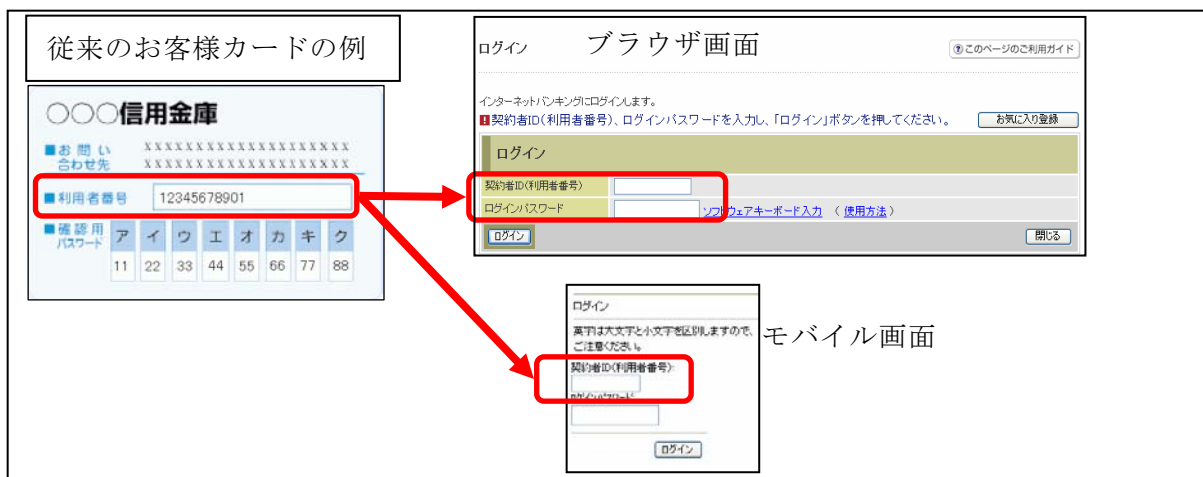 従来のお客様カードの例
○○○信用金庫
■お問い合わせ先
XXXXXXXXXXXXXXXXXX
XXXXXXXXXXXXXXXXXX
■利用者番号 12345678901
■確認用パスワード
ア イ ウ エ オ カ キ ク
11 22 33 44 55 66 77 88
ブラウザ画面
ログイン
?このページのご利用ガイド
インターネットバンキングにログインします。
契約者ID(利用者番号)、ログインパスワードを入力し、「ログイン」ボタンを押してください。
お気に入り登録
ログイン
契約者ID(利用者番号)
ログインパスワード ソフトウェアキーボード入力 ( 使用方法 )
ログイン 閉じる
モバイル画面
ログイン
英字は大文字と小文字を区別しますので、
ご注意ください。
契約者ID(利用者番号):
ログインパスワード:
ログイン